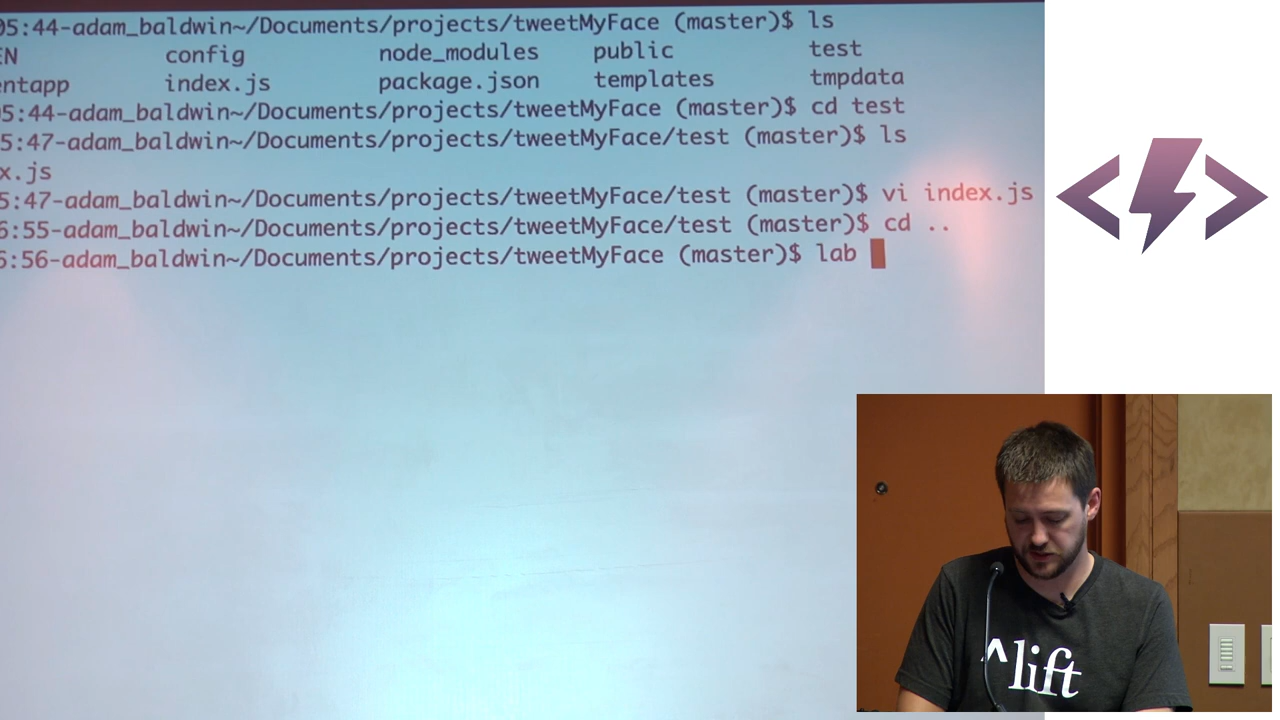 05:44-adam_baldwin~/Documents/projects/tweetMyFace (master)$ ls
EN config node_modules public test
entapp index.js package.json templates tmpdata
05:44-adam_baldwin~/Documents/projects/tweetMyFace (master)$ cd test
5:47-adam_baldwin~/Documents/projects/tweetMyFace/test (master)$ ls
x.js
5:47-adam_baldwin~/Documents/projects/tweetMyFace/test (master)$ vi index.js
6:55-adam_baldwin~/Documents/projects/tweetMyFace/test (master)$ cd ..
6:56-adam_baldwin~/Documents/projects/tweetMyFace (master)$ lab
^lift